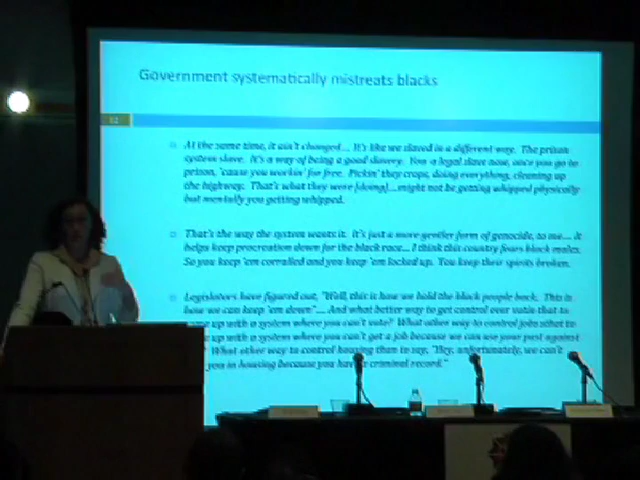 Government systematically mistreats blacks
12
At the same time, it ain't changed... It's like we slaved in a different way. The prison
system slave. It's a way of being a good slavery. You a legal slave now, once you go to
prison, 'cause you workin' for free. Pickin' they crops, doing everything, cleaning up
the highway. That's what they were [doing]...might not be getting whipped physically
but mentally you getting whipped.
That's the way the system wants it. It's just a more genteler form of genocide, to me... it
helps keep procreation down for the black race... I think this country fears black males.
So you keep 'em corralled and you keep 'em locked up. You keep their spirits broken.
Legislators have figured out, "Well, this is how we hold the black people back. This is
how we can keep 'em down"... And what better way to get control over votin than to
up with a system where you can't vote? What other way to control jobs than to
up with a system where you can't get a job because we can use your past against
What other way to control housing than to say, "Hey, unfortunately, we can't
you in housing because you have criminal record."